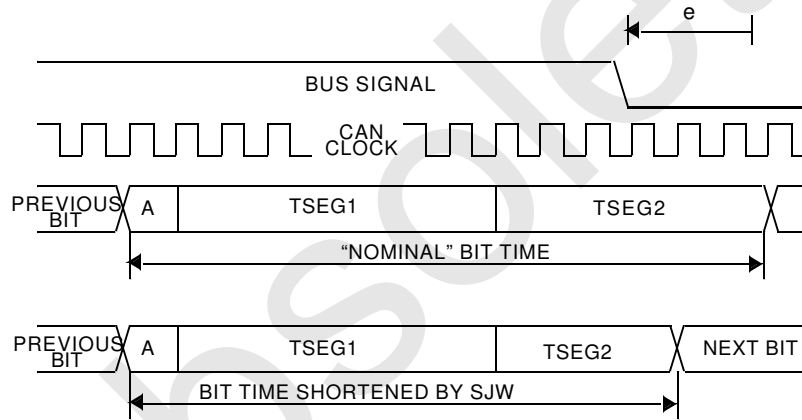 e
BUS SIGNAL
CAN
CLOCK
PREVIOUS
BIT
A
TSEG1
TSEG2
“NOMINAL” BIT TIME
PREVIOUS
BIT
A
TSEG1
TSEG2
NEXT BIT
BIT TIME SHORTENED BY SJW